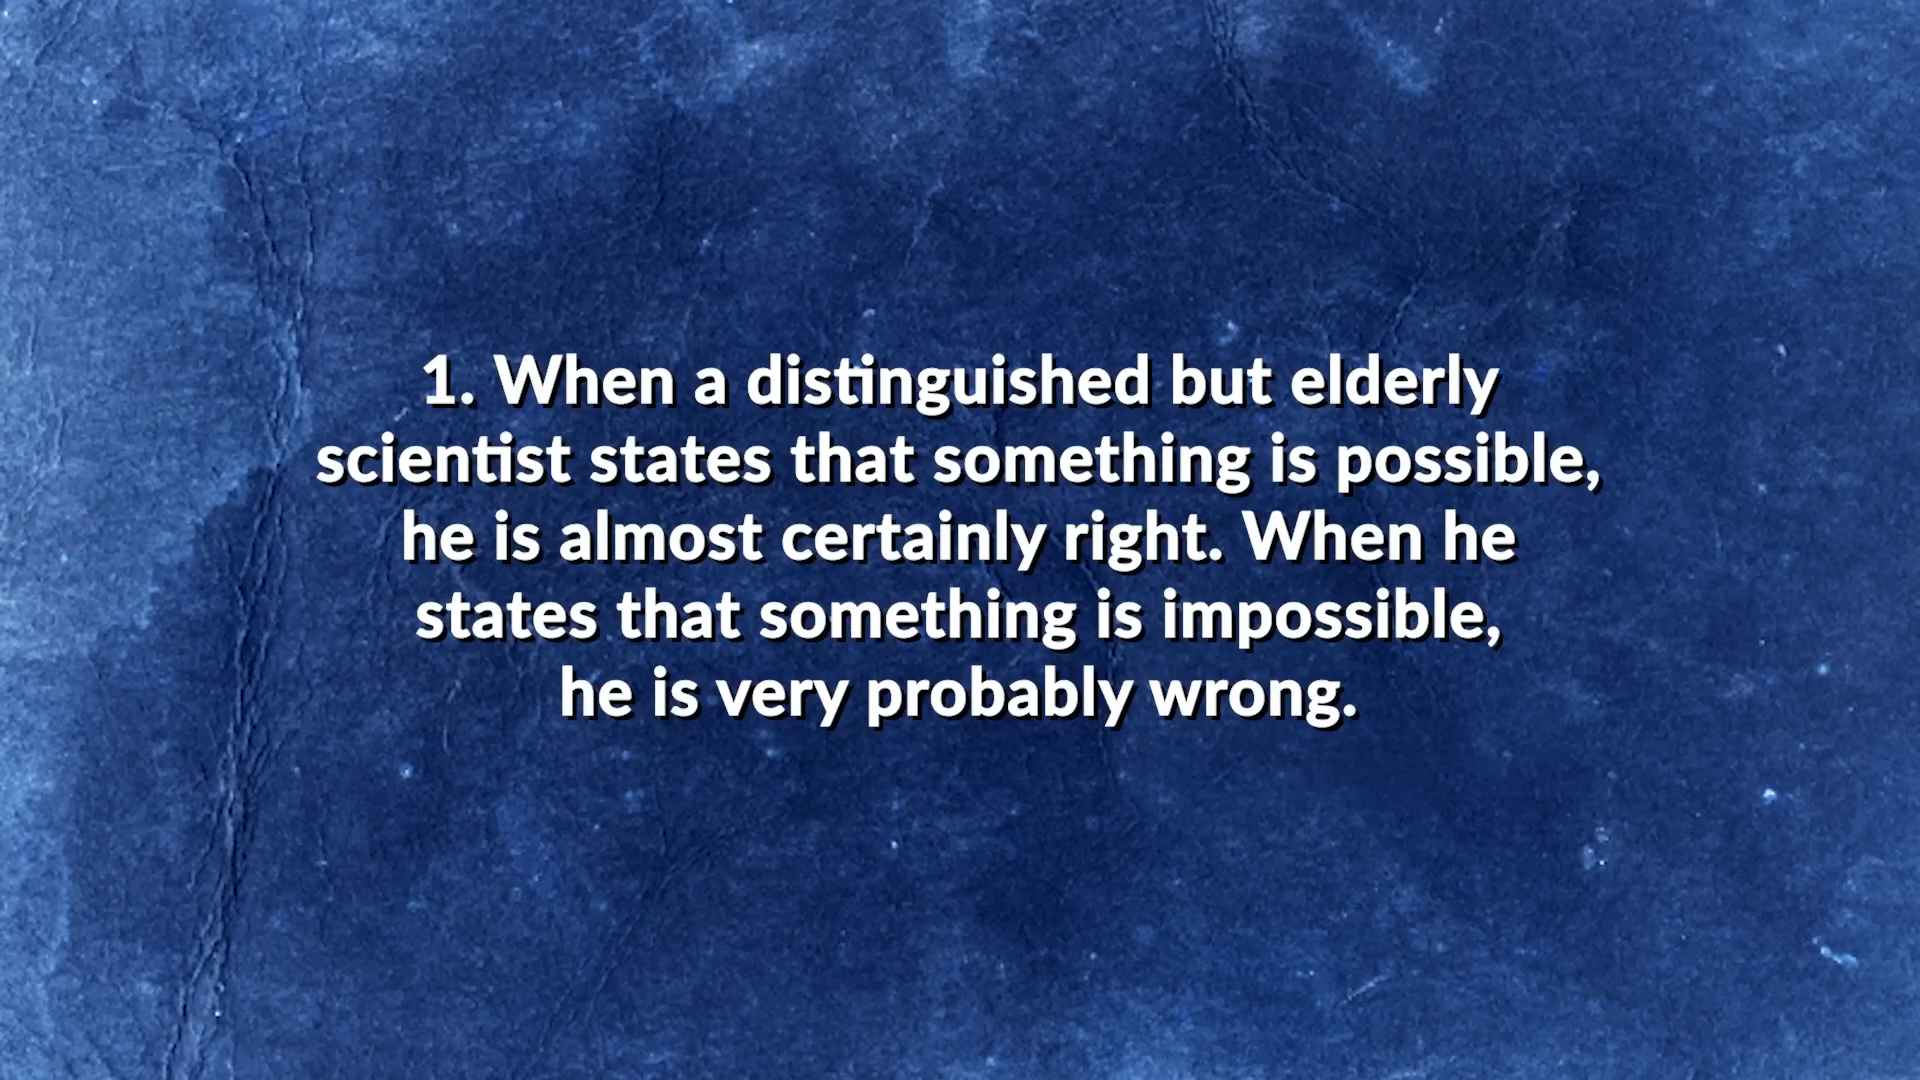 1. When a distinguished but elderly
scientist states that something is possible,
he is almost certainly right. When he
states that something is impossible,
he is very probably wrong.